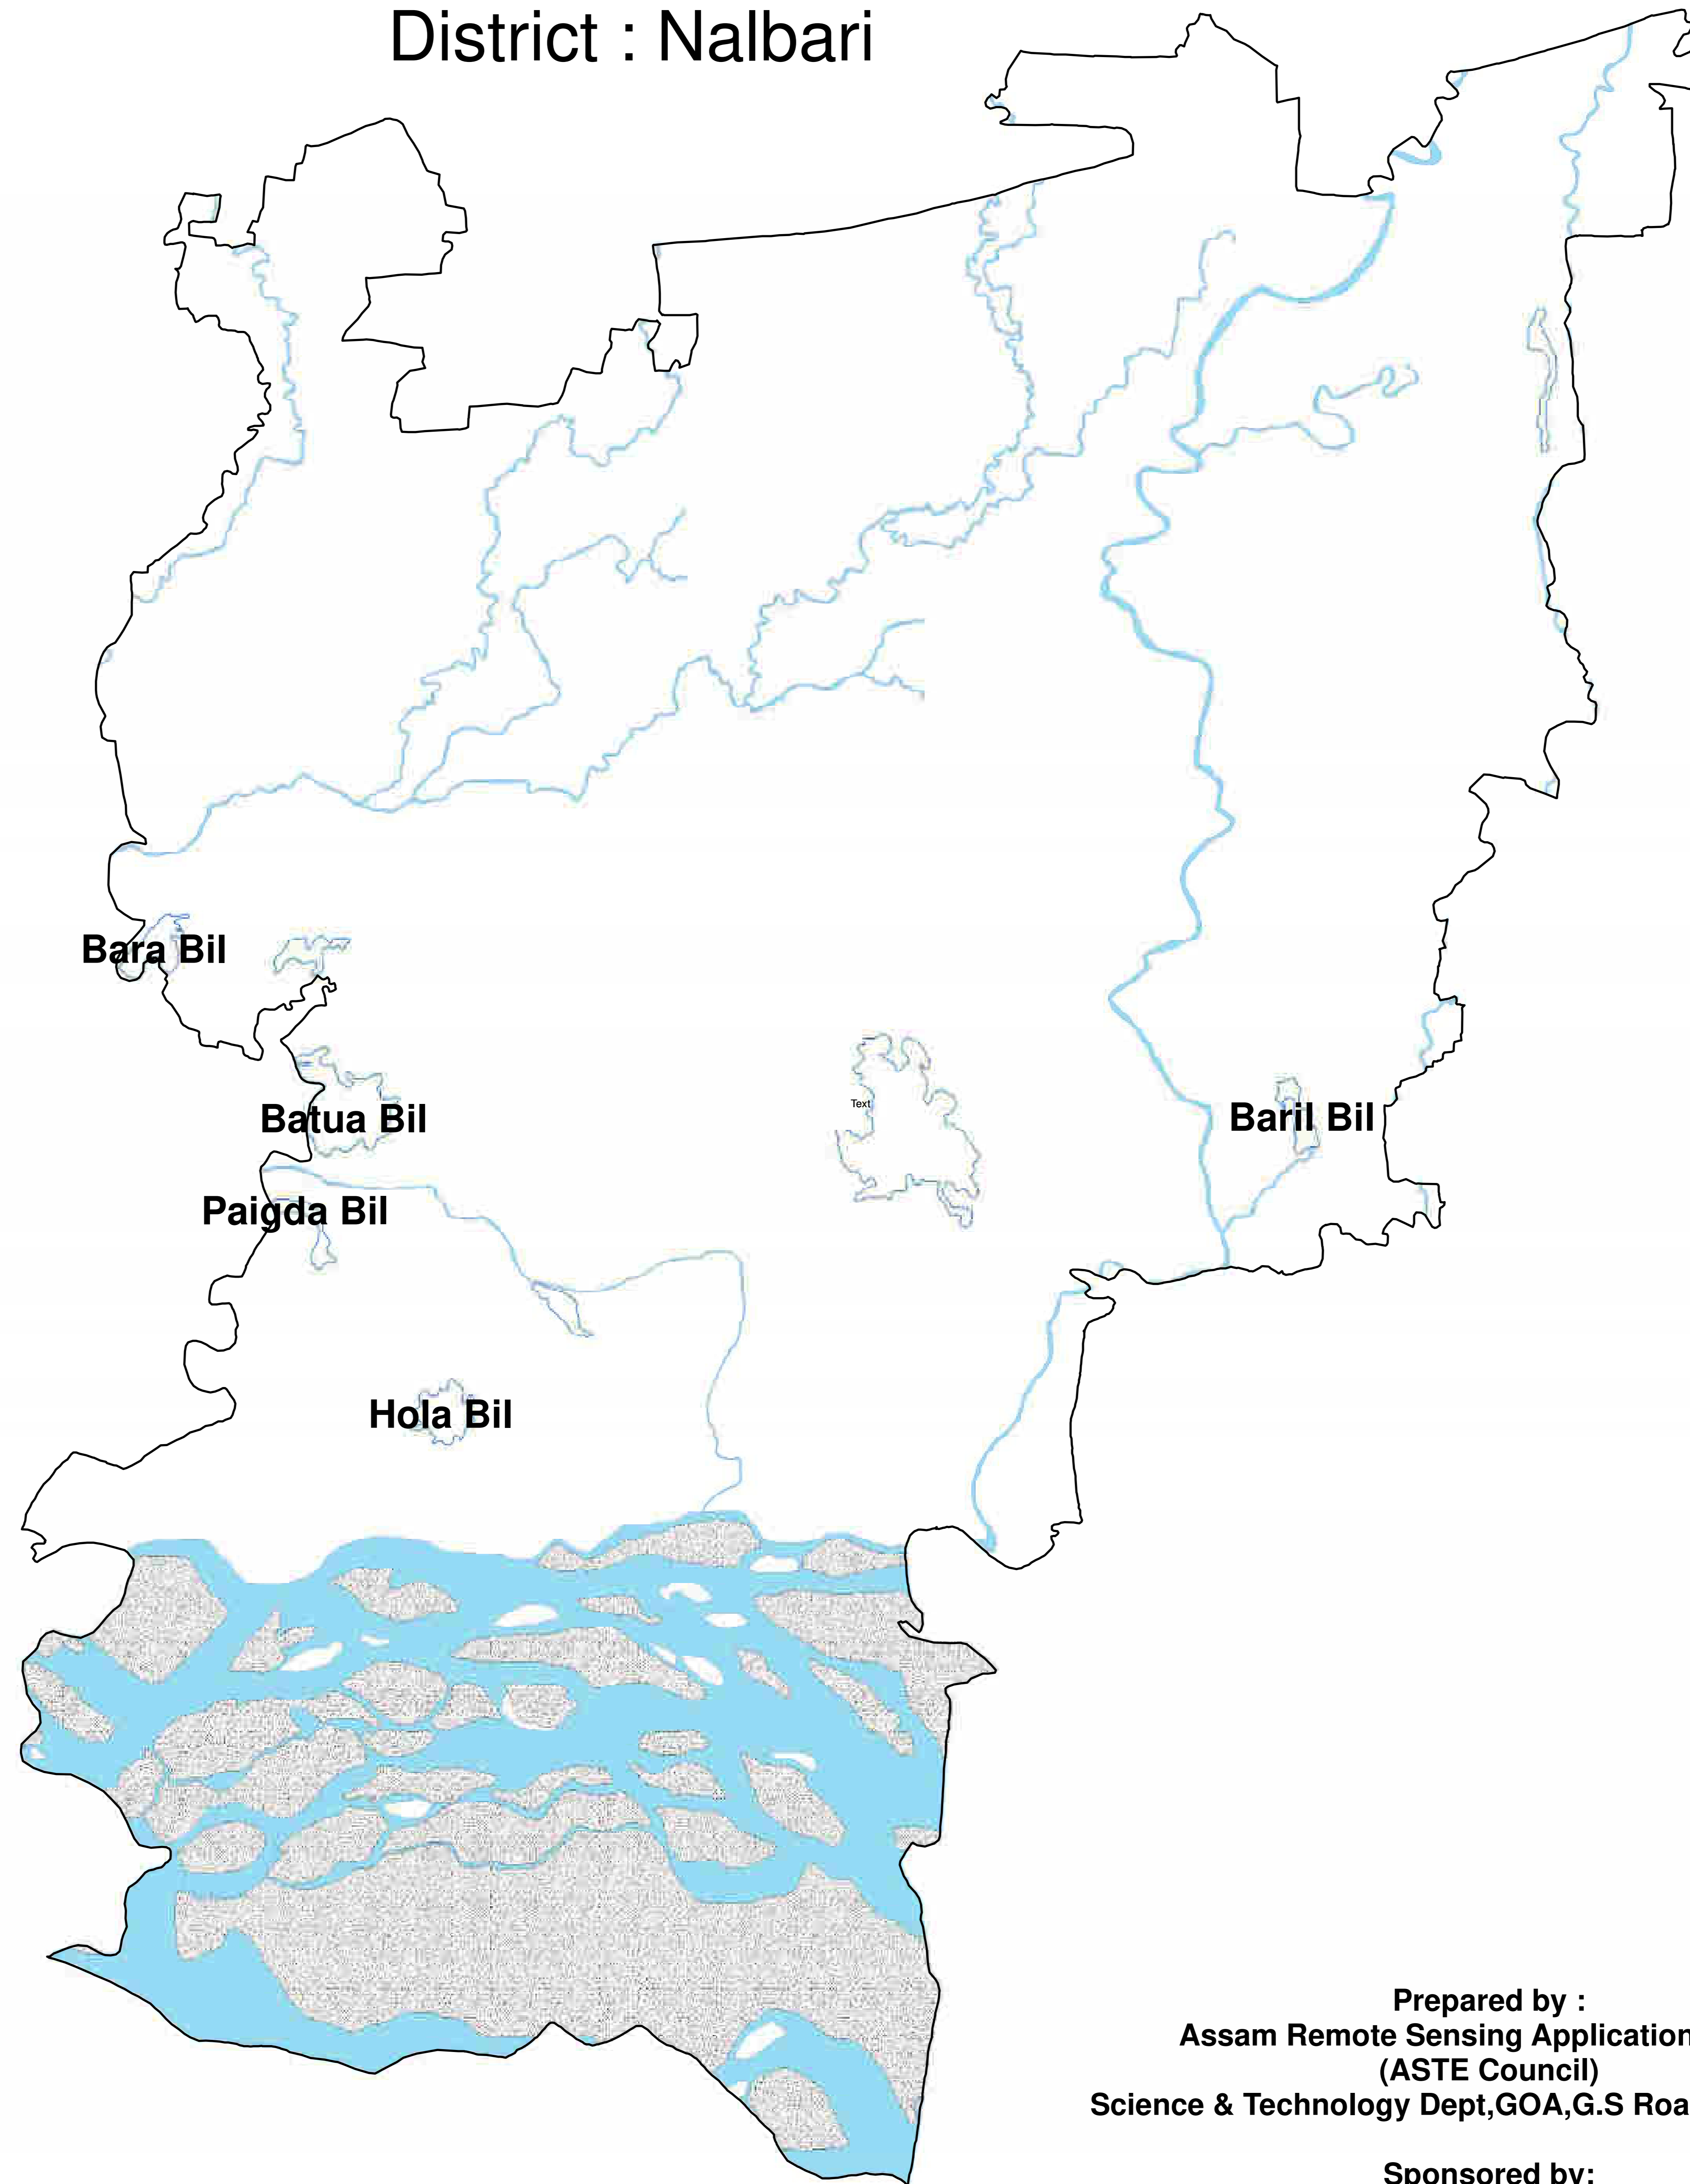 District : Nalbari
Bara Bil
Text
Batua Bil
Baril Bil
Paigda Bil
Hola Bil
Prepared by :
Assam Remote Sensing Application
(ASTE Council)
Science & Technology Dept,GOA,G.S Roa
Sponsored by: